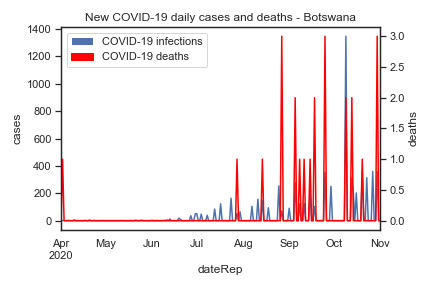 New COVID-19 daily cases and deaths - Botswana
COVID-19 infections
COVID-19 deaths
cases
1400
1200
1000
800
600
400
200
0
deaths
3.0
2.5
2.0
1.5
1.0
0.5
0.0
Apr May Jun Jul Aug Sep Oct Nov
2020
dateRep